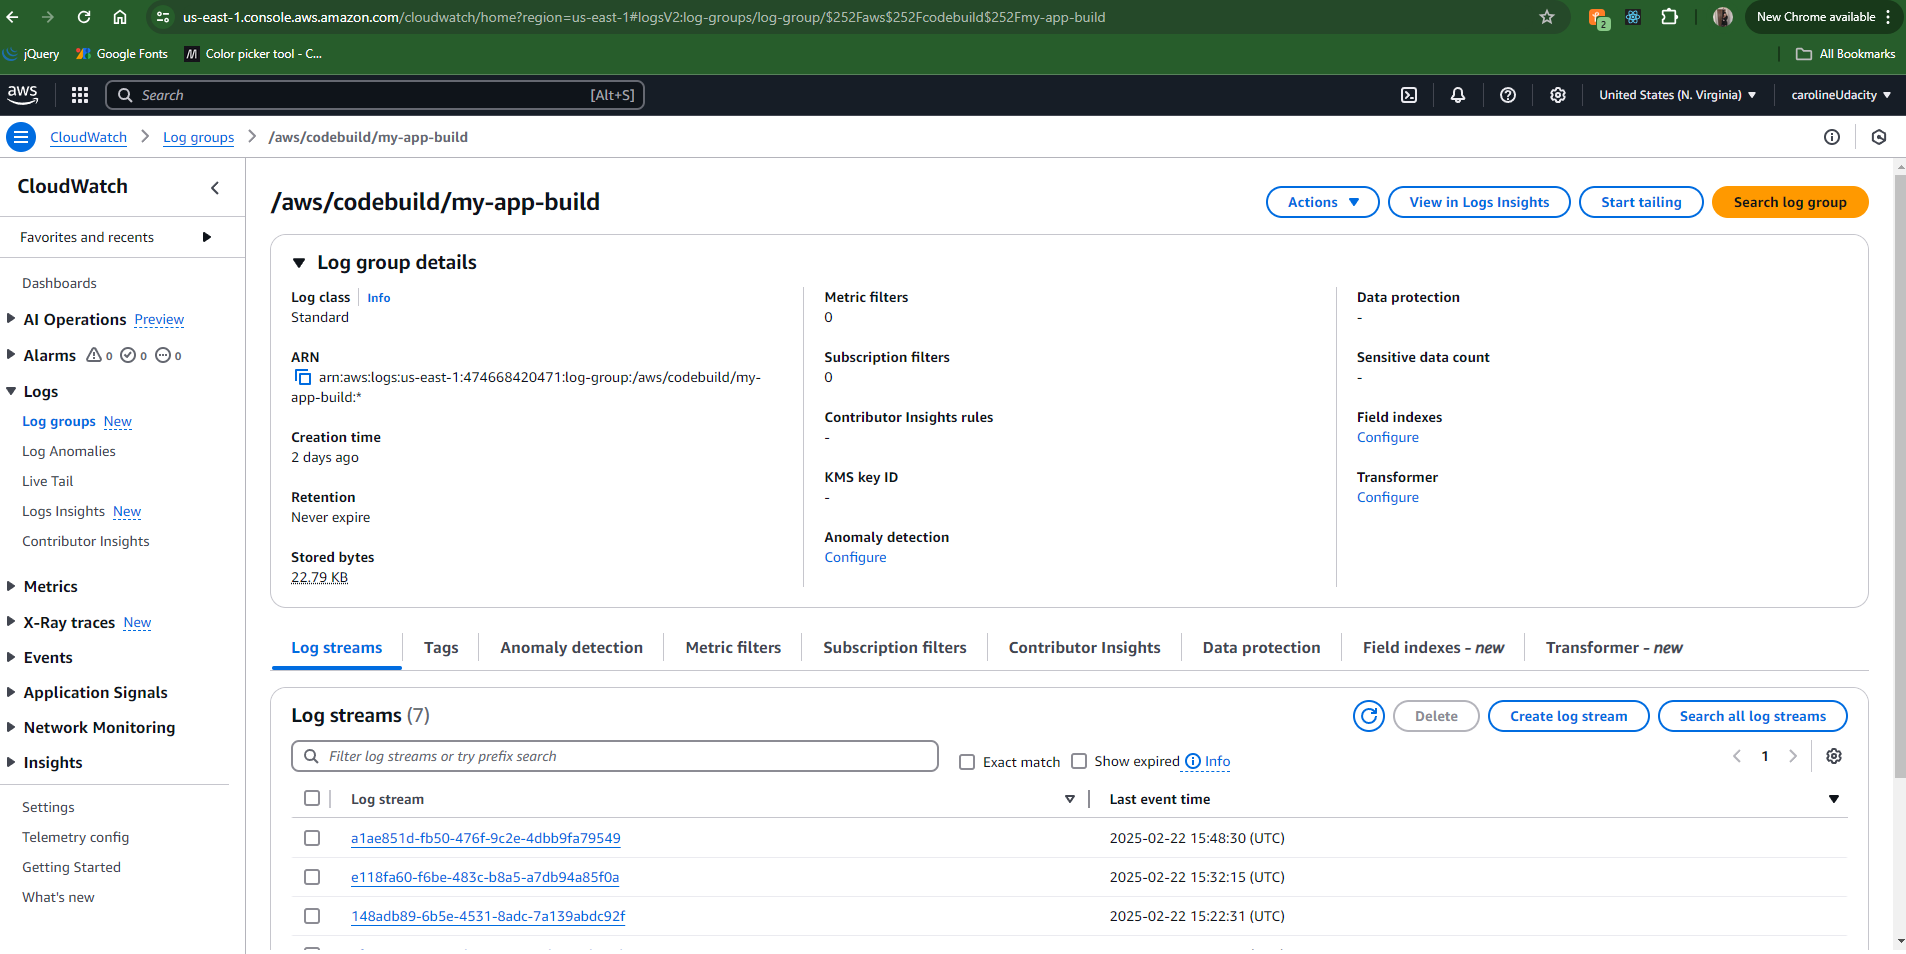 us-east-1.console.aws.amazon.com/cloudwatch/home?region=us-east-1#logsV2:log-groups/log-group/$252Faws$252Fcodebuild$252Fmy-app-build
2
New Chrome available
jQuery
Google Fonts
M
Color picker tool - C...
All Bookmarks
aws
Search
[Alt+S]
United States (N. Virginia)
carolineUdacity
CloudWatch
Log groups
/aws/codebuild/my-app-build
CloudWatch
Favorites and recents
Dashboards
AI Operations Preview
Alarms 0 0 0
Logs
Log groups New
Log Anomalies
Live Tail
Logs Insights New
Contributor Insights
Metrics
X-Ray traces New
Events
Application Signals
Network Monitoring
Insights
Settings
Telemetry config
Getting Started
What's new
/aws/codebuild/my-app-build
Actions
View in Logs Insights
Start tailing
Search log group
Log group details
Log class Info
Standard
ARN
arn:aws:logs:us-east-1:474668420471:log-group:/aws/codebuild/my-
app-build:*
Creation time
2 days ago
Retention
Never expire
Stored bytes
22.79 KB
Metric filters
0
Subscription filters
0
Contributor Insights rules
-
KMS key ID
-
Anomaly detection
Configure
Data protection
-
Sensitive data count
-
Field indexes
Configure
Transformer
Configure
Log streams
Tags
Anomaly detection
Metric filters
Subscription filters
Contributor Insights
Data protection
Field indexes - new
Transformer - new
Log streams (7)
Delete
Create log stream
Search all log streams
Filter log streams or try prefix search
Exact match
Show expired
Info
1
Log stream
Last event time
a1ae851d-fb50-476f-9c2e-4dbb9fa79549
2025-02-22 15:48:30 (UTC)
e118fa60-f6be-483c-b8a5-a7db94a85f0a
2025-02-22 15:32:15 (UTC)
148adb89-6b5e-4531-8adc-7a139abdc92f
2025-02-22 15:22:31 (UTC)